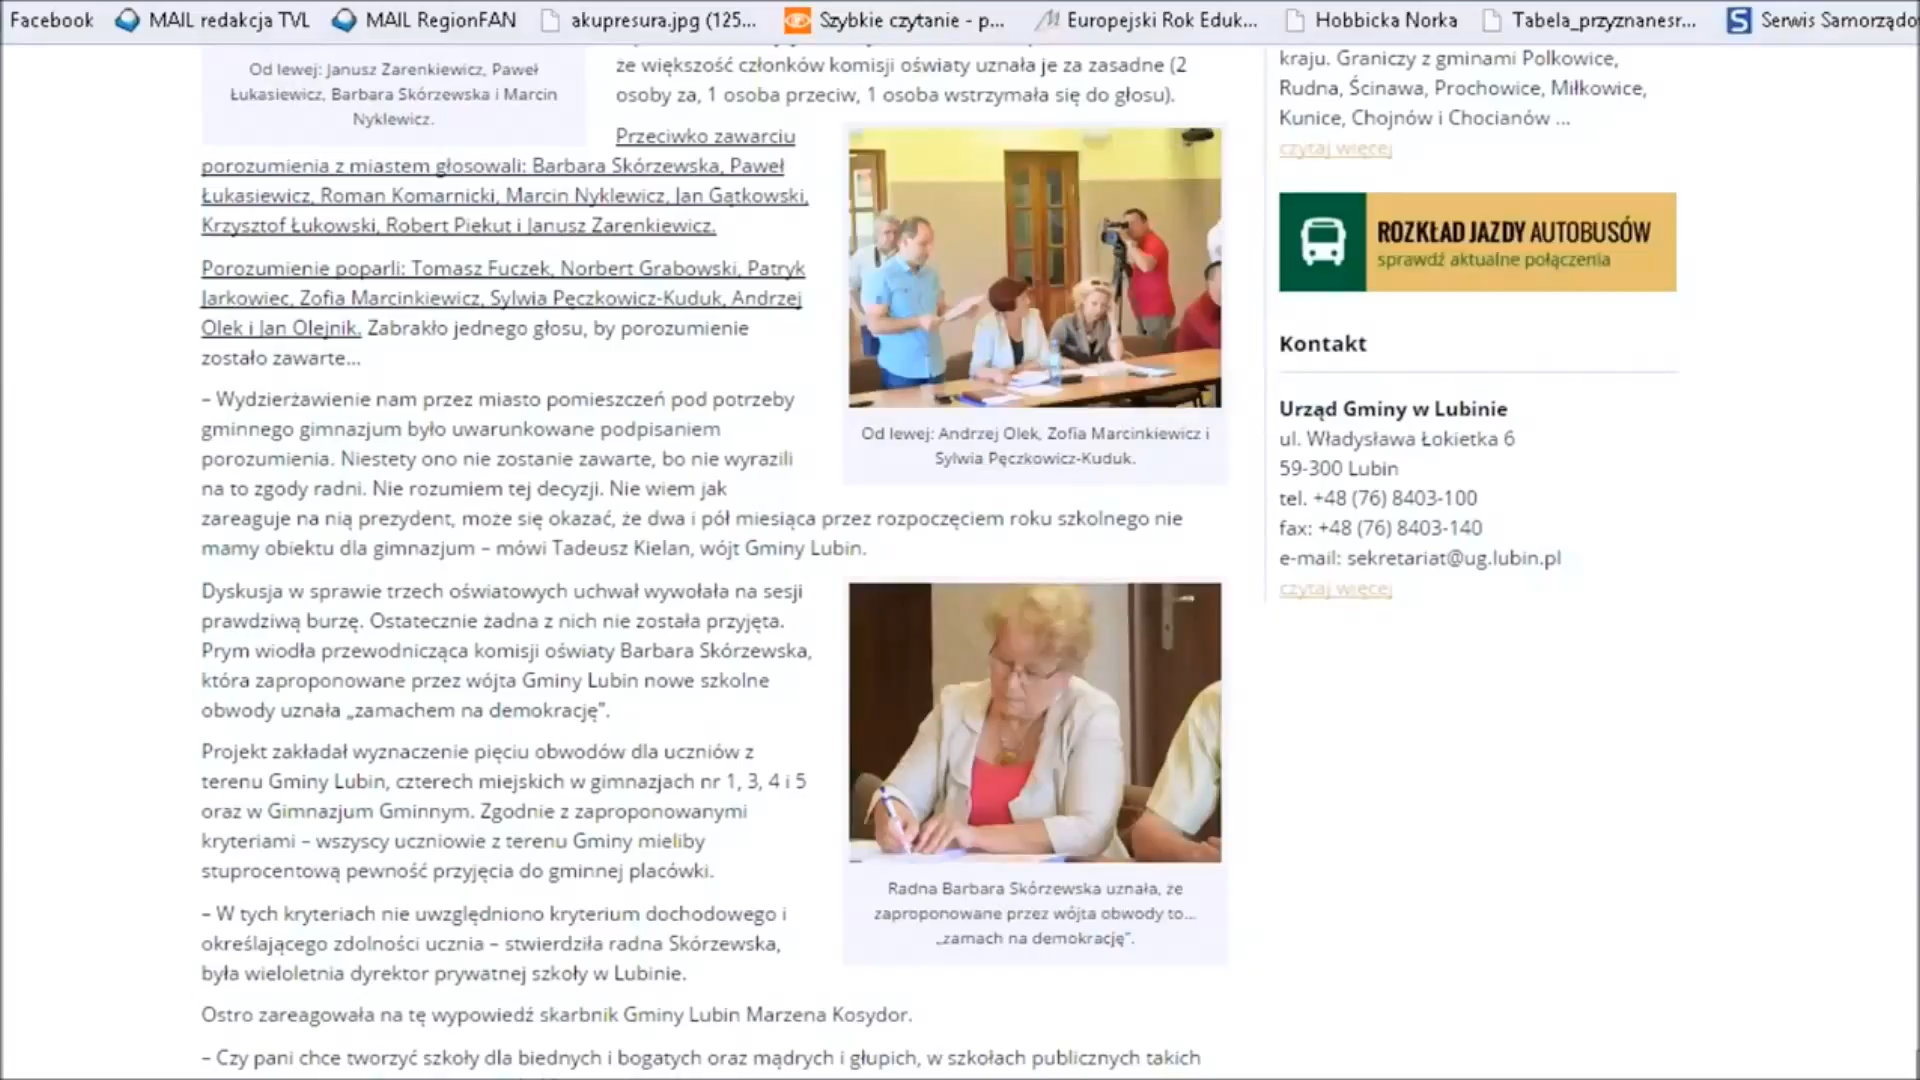 Facebook
MAIL redakcja TVL
MAIL RegionFAN
akupresura.jpg (125...
Szybkie czytanie - p...
Europejski Rok Eduk...
Hobbicka Norka
Tabela_przyznanesr...
Serwis Samorządo
Od lewej: Janusz Zarenkiewicz, Paweł
Łukasiewicz, Barbara Skórzewska i Marcin
Nyklewicz.
że większość członków komisji oświaty uznała je za zasadne (2
osoby za, 1 osoba przeciw, 1 osoba wstrzymała się do głosu).
Przeciwko zawarciu
porozumienia z miastem głosowali: Barbara Skórzewska, Paweł
Łukasiewicz, Roman Komarnicki, Marcin Nyklewicz, Jan Gątkowski,
Krzysztof Łukowski, Robert Piekut i Janusz Zarenkiewicz.
Porozumienie poparli: Tomasz Fuczek, Norbert Grabowski, Patryk
Jarkowiec, Zofia Marcinkiewicz, Sylwia Pęczkowicz-Kuduk, Andrzej
Olek i Jan Olejnik. Zabrakło jednego głosu, by porozumienie
zostało zawarte...
Od lewej: Andrzej Olek, Zofia Marcinkiewicz i
Sylwia Pęczkowicz-Kuduk.
– Wydzierżawienie nam przez miasto pomieszczeń pod potrzeby
gminnego gimnazjum było uwarunkowane podpisaniem
porozumienia. Niestety ono nie zostanie zawarte, bo nie wyrazili
na to zgody radni. Nie rozumiem tej decyzji. Nie wiem jak
zareaguje na nią prezydent, może się okazać, że dwa i pół miesiąca przez rozpoczęciem roku szkolnego nie
mamy obiektu dla gimnazjum – mówi Tadeusz Kielan, wójt Gminy Lubin.
Dyskusja w sprawie trzech oświatowych uchwał wywołała na sesji
prawdziwą burzę. Ostatecznie żadna z nich nie została przyjęta.
Prym wiodła przewodnicząca komisji oświaty Barbara Skórzewska,
która zaproponowane przez wójta Gminy Lubin nowe szkolne
obwody uznała „zamachem na demokrację”.
Projekt zakładał wyznaczenie pięciu obwodów dla uczniów z
terenu Gminy Lubin, czterech miejskich w gimnazjach nr 1, 3, 4 i 5
oraz w Gimnazjum Gminnym. Zgodnie z zaproponowanymi
kryteriami – wszyscy uczniowie z terenu Gminy mieliby
stuprocentową pewność przyjęcia do gminnej placówki.
Radna Barbara Skórzewska uznała, że
zaproponowane przez wójta obwody to...
„zamach na demokrację”.
– W tych kryteriach nie uwzględniono kryterium dochodowego i
określającego zdolności ucznia – stwierdziła radna Skórzewska,
była wieloletnia dyrektor prywatnej szkoły w Lubinie.
Ostro zareagowała na tę wypowiedź skarbnik Gminy Lubin Marzena Kosydor.
– Czy pani chce tworzyć szkoły dla biednych i bogatych oraz mądrych i głupich, w szkołach publicznych takich
kraju. Graniczy z gminami Polkowice,
Rudna, Ścinawa, Prochowice, Miłkowice,
Kunice, Chojnów i Chocianów ...
czytaj więcej
ROZKŁAD JAZDY AUTOBUSÓW
sprawdź aktualne połączenia
Kontakt
Urząd Gminy w Lubinie
ul. Władysława Łokietka 6
59-300 Lubin
tel. +48 (76) 8403-100
fax: +48 (76) 8403-140
e-mail: sekretariat@ug.lubin.pl
czytaj więcej